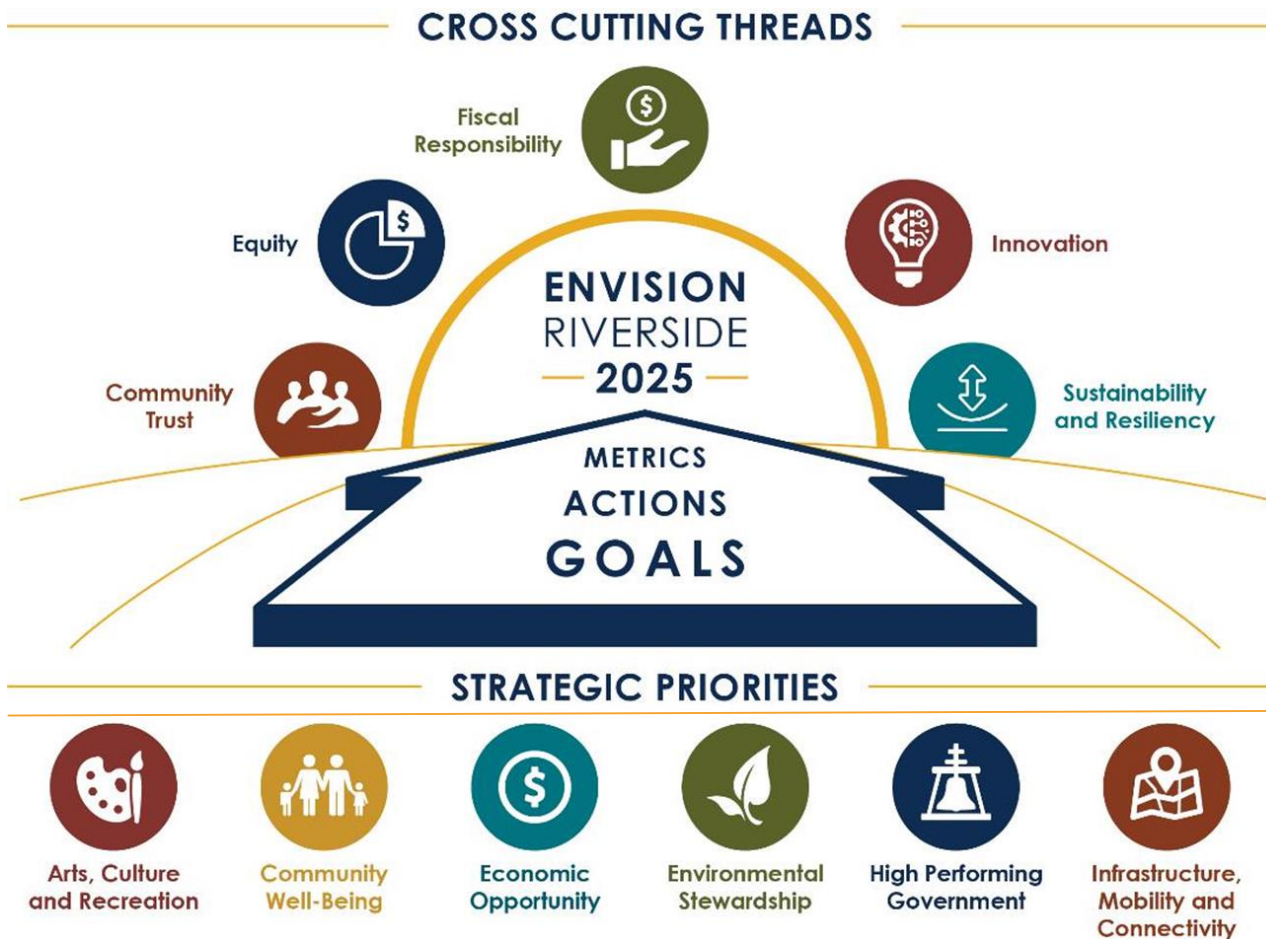 CROSS CUTTING THREADS
Fiscal
Responsibility
$
Equity
$
Innovation
ENVISION
RIVERSIDE
2025
Community
Trust
Sustainability
and Resiliency
METRICS
ACTIONS
GOALS
STRATEGIC PRIORITIES
$
Arts, Culture
and Recreation
Community
Well-Being
Economic
Opportunity
Environmental
Stewardship
High Performing
Government
Infrastructure,
Mobility and
Connectivity